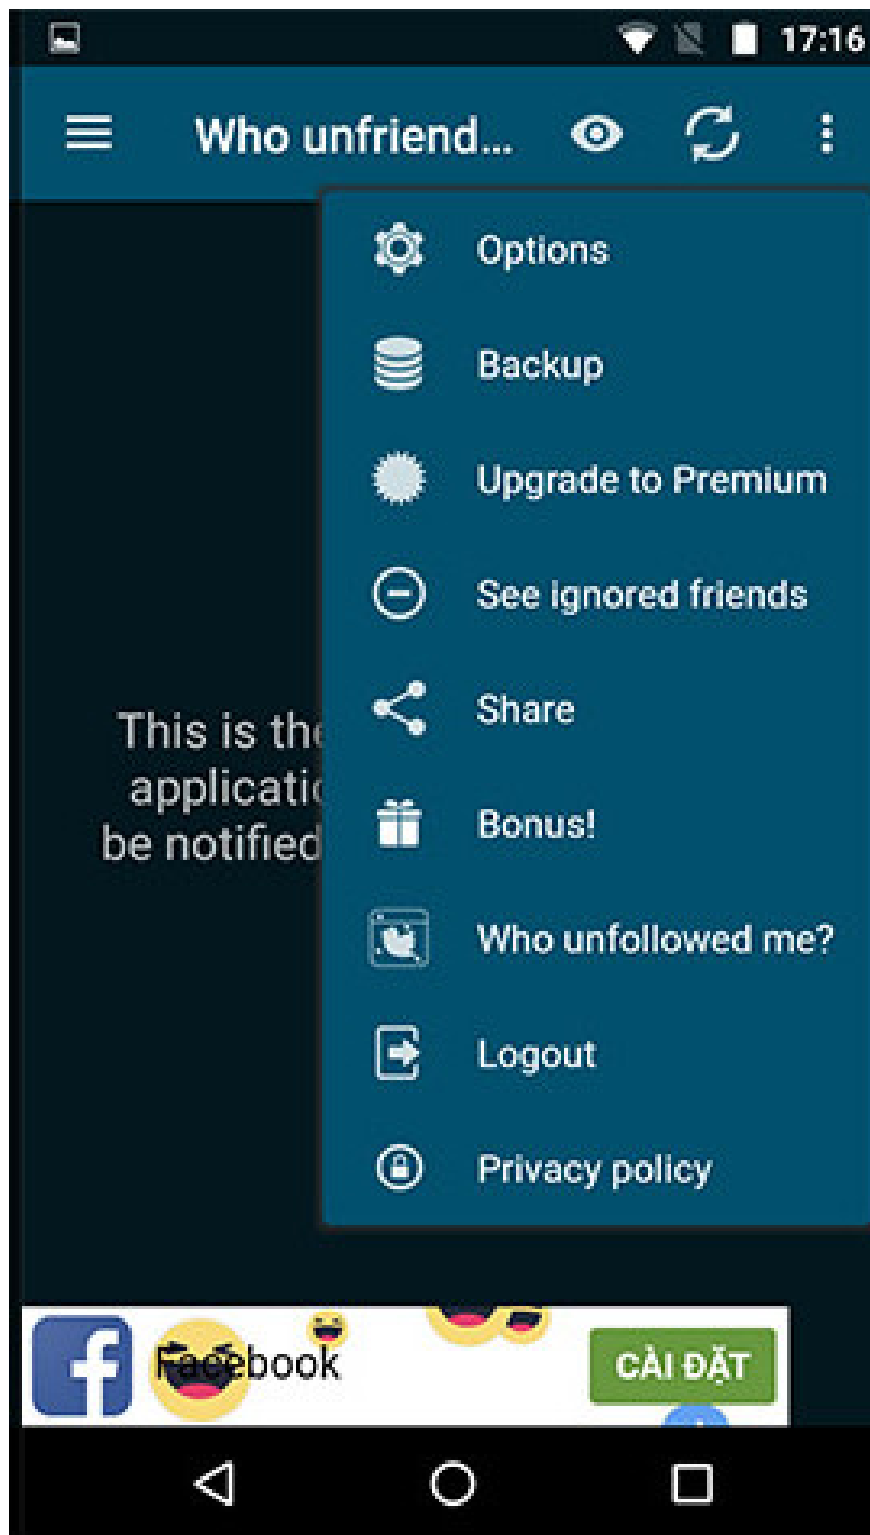 17:16
Who unfriend...
Options
Backup
Upgrade to Premium
See ignored friends
Share
Bonus!
Who unfollowed me?
Logout
Privacy policy
This is the
applicatio
be notified
Facebook
CÀI ĐẶT